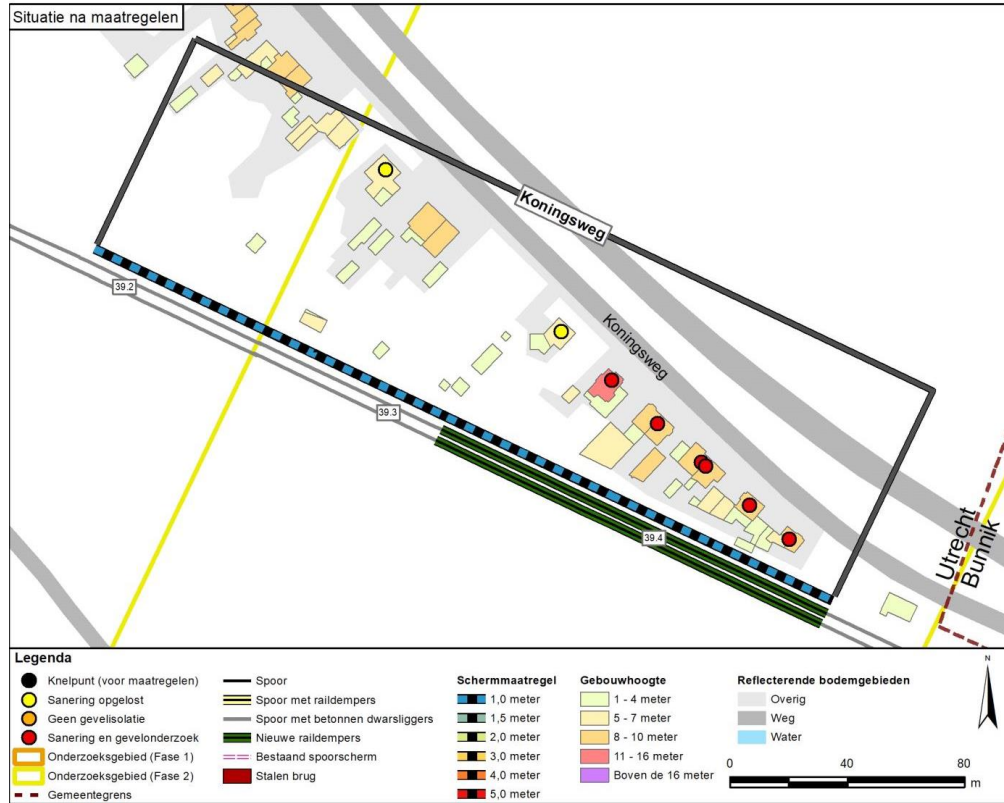 Situatie na maatregelen
Koningsweg
Koningsweg
39.2
39.3
39.4
Utrecht
Bunnik
Legenda
Knelpunt (voor maatregelen)
Sanering opgelost
Geen gevelisolatie
Sanering en gevelonderzoek
Onderzoeksgebied (Fase 1)
Onderzoeksgebied (Fase 2)
Gemeentegrens
Spoor
Spoor met raildempers
Spoor met betonnen dwarsliggers
Nieuwe raildempers
Bestaand spoorscherm
Stalen brug
Schermmaatregel
1,0 meter
1,5 meter
2,0 meter
3,0 meter
4,0 meter
5,0 meter
Gebouwhoogte
1 - 4 meter
5 - 7 meter
8 - 10 meter
11 - 16 meter
Boven de 16 meter
Reflecterende bodemgebieden
Overig
Weg
Water
N
0 40 80
m